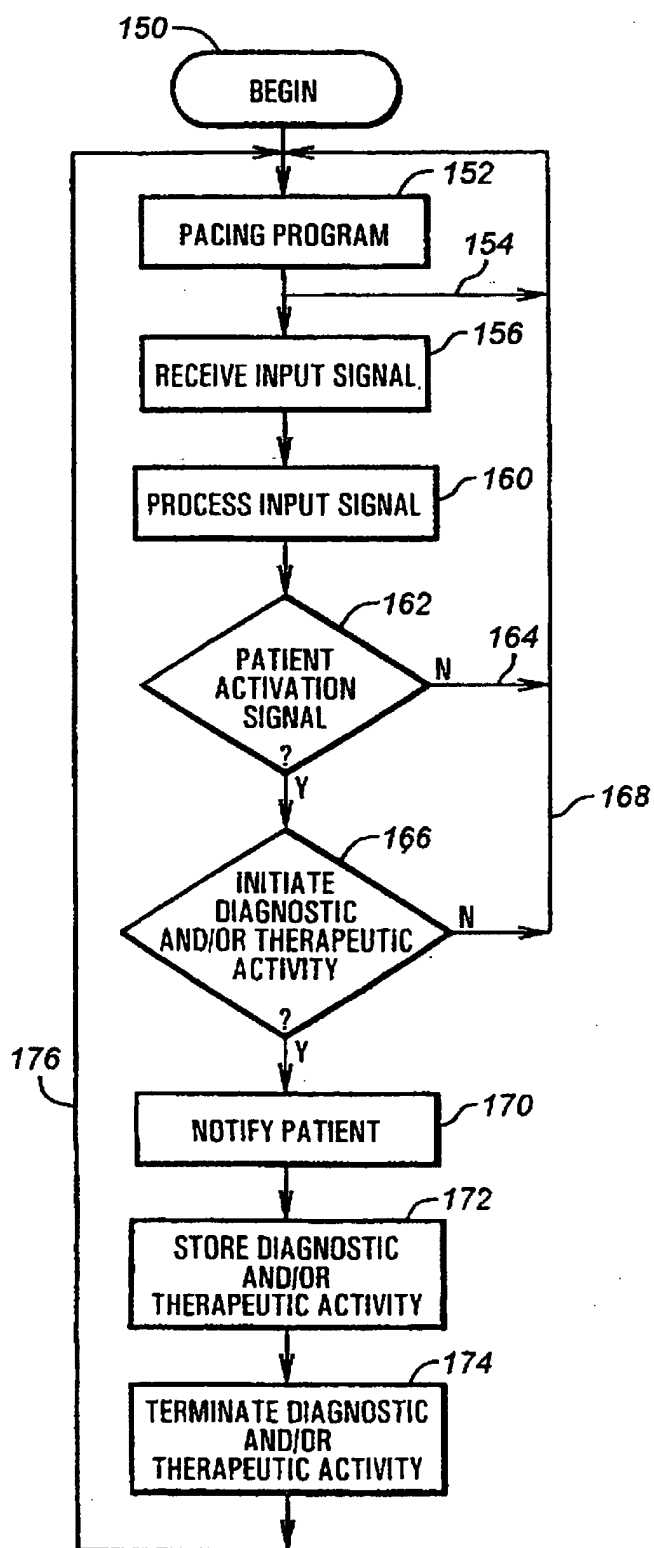 150
BEGIN
152
PACING PROGRAM
154
156
RECEIVE INPUT SIGNAL
160
PROCESS INPUT SIGNAL
162
PATIENT
ACTIVATION
SIGNAL
?
N
164
Y
168
166
INITIATE
DIAGNOSTIC
AND/OR THERAPEUTIC
ACTIVITY
?
N
Y
176
170
NOTIFY PATIENT
172
STORE DIAGNOSTIC
AND/OR
THERAPEUTIC ACTIVITY
174
TERMINATE DIAGNOSTIC
AND/OR
THERAPEUTIC ACTIVITY